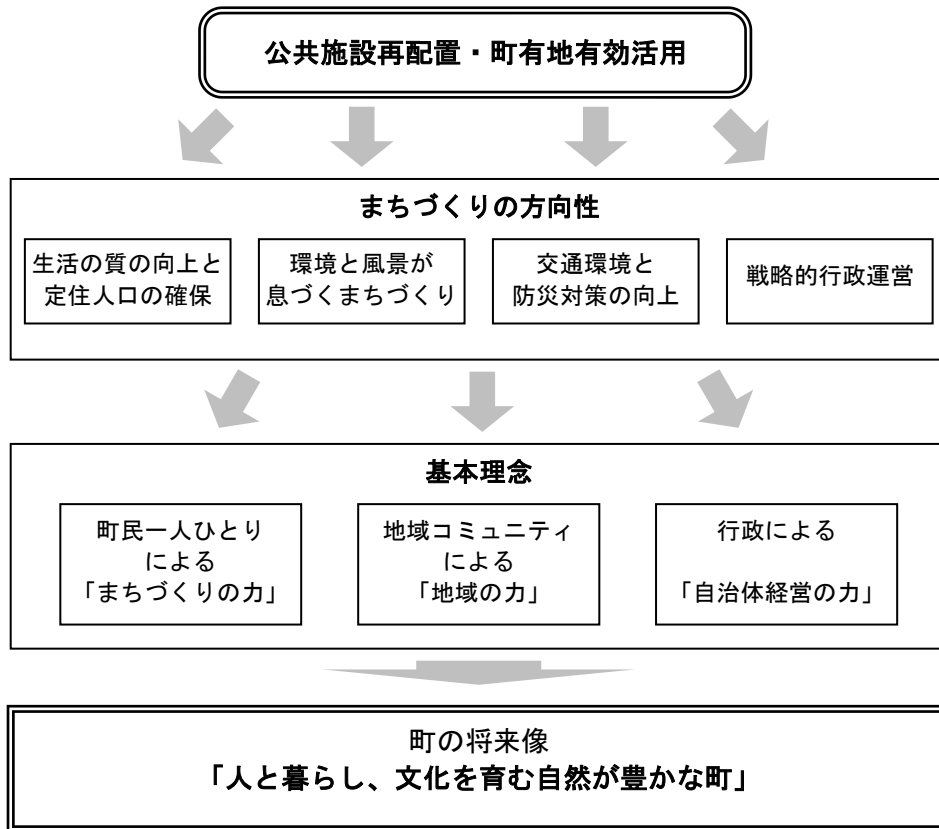 公共施設再配置・町有地有効活用
まちづくりの方向性
生活の質の向上と
定住人口の確保
環境と風景が
息づくまちづくり
交通環境と
防災対策の向上
戦略的行政運営
基本理念
町民一人ひとり
による
「まちづくりの力」
地域コミュニティ
による
「地域の力」
行政による
「自治体経営の力」
町の将来像
「人と暮らし、文化を育む自然が豊かな町」